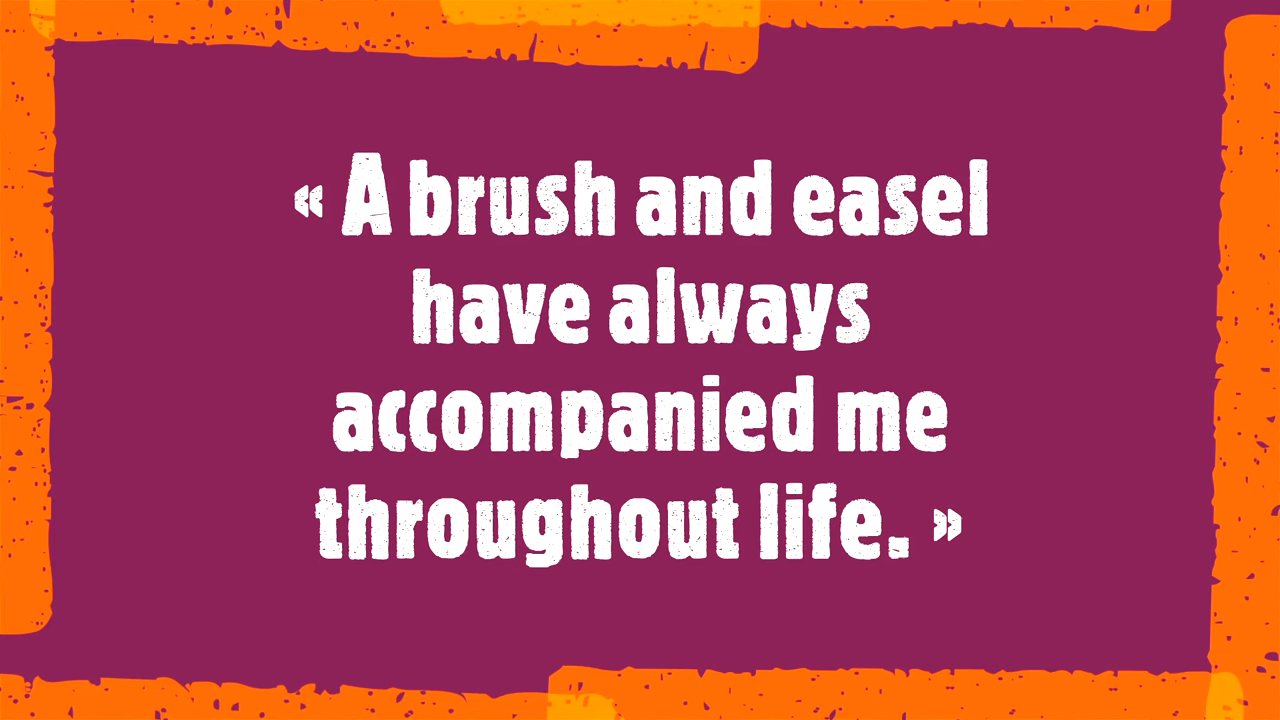 « A brush and easel
have always
accompanied me
throughout life. »